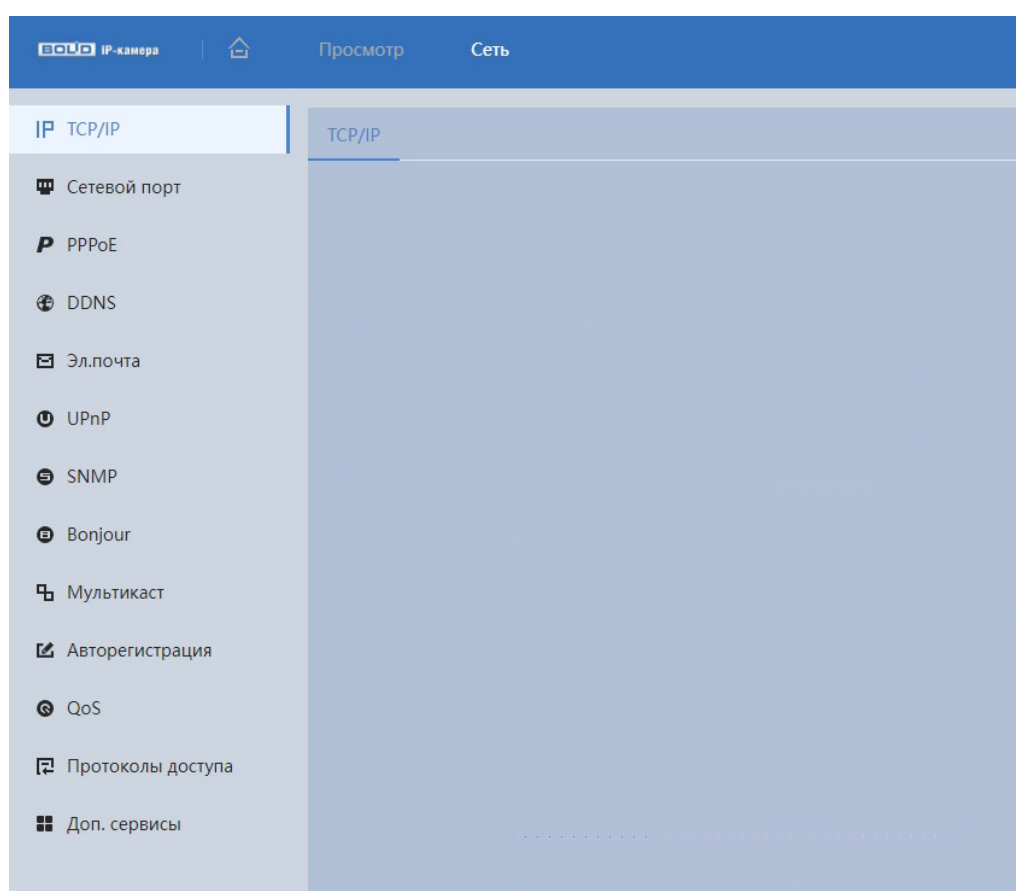 BOLID IP-камера Просмотр Сеть
IP TCP/IP
TCP/IP
Сетевой порт
PPPoE
DDNS
Эл.почта
UPnP
SNMP
Bonjour
Мультикаст
Авторегистрация
QoS
Протоколы доступа
Доп. сервисы